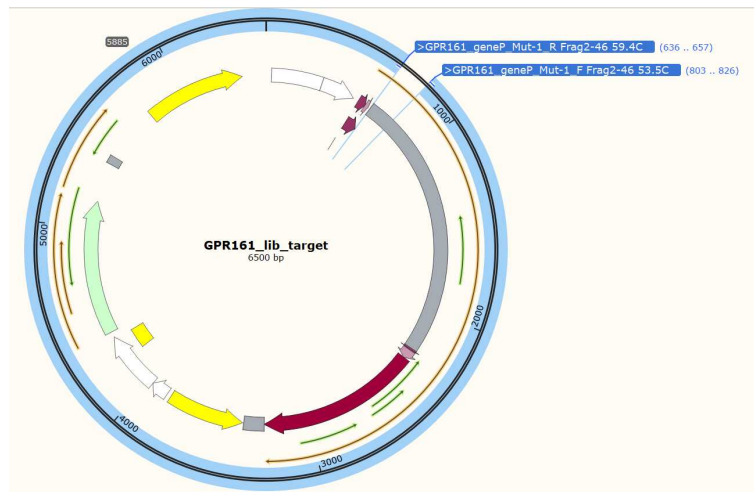 5885
6000
>GPR161_geneP_Mut-1_R Frag2-46 59.4C (636 .. 657)
>GPR161_geneP_Mut-1_F Frag2-46 53.5C (803 .. 826)
1000
5000
GPR161_lib_target
6500 bp
2000
4000
3000